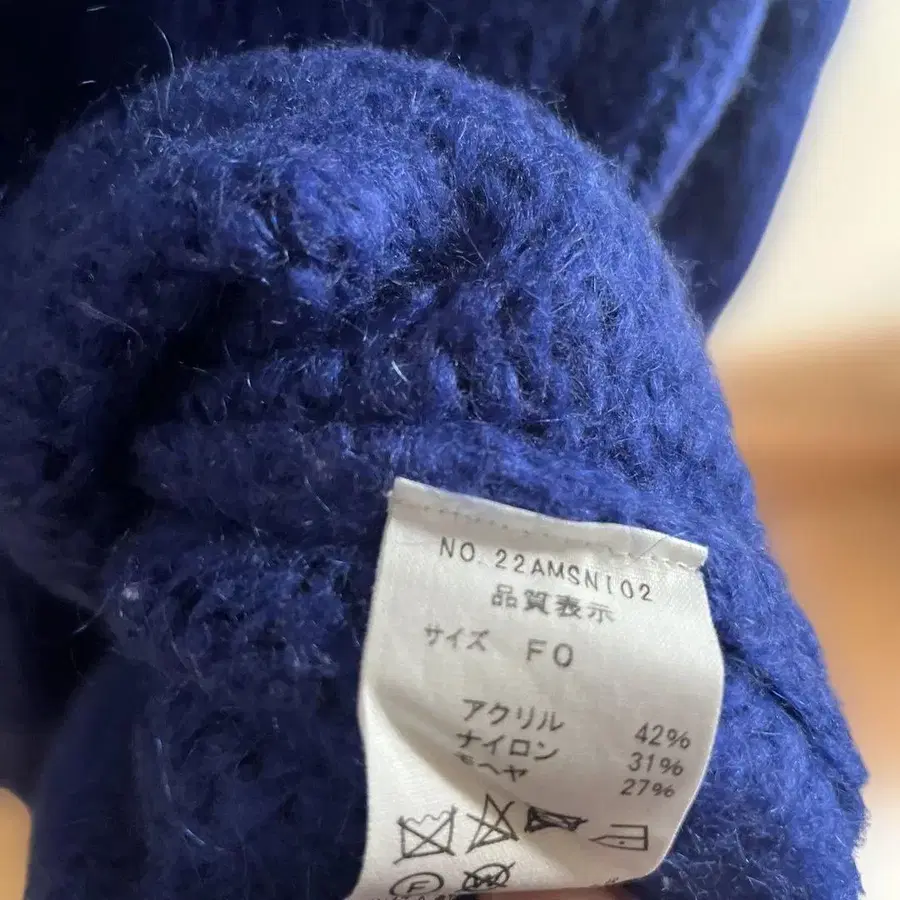 NO.22AMSNI02
品質表示
サイズ FO
アクリル 42%
ナイロン 31%
モヘヤ 27%
F W